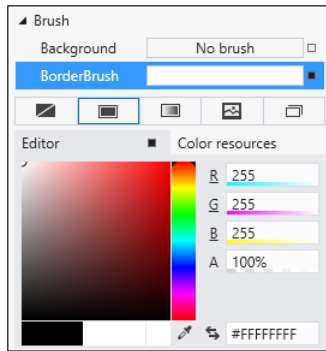 Brush
Background No brush
BorderBrush
Editor Color resources
R 255
G 255
B 255
A 100%
#FFFFFFFF